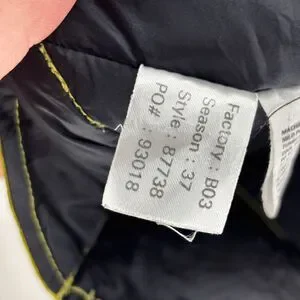 Factory : B03
Season : 37
Style : 87738
PO# : 93018